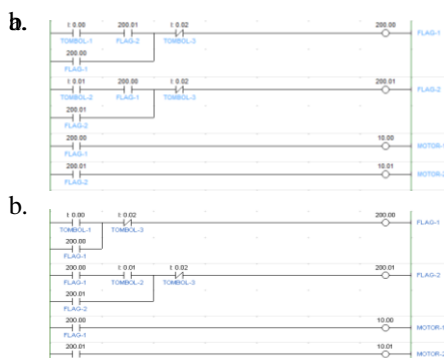 b.
t: 0.00 200.01 t: 0.02 200.00
TOMBOL-1 FLAG-2 TOMBOL-3 FLAG-1
200.00
FLAG-1
t: 0.01 200.00 t: 0.02 200.01
TOMBOL-2 FLAG-1 TOMBOL-3 FLAG-2
200.01
FLAG-2
200.00 10.00
FLAG-1 MOTOR-1
200.01 10.01
FLAG-2 MOTOR-2
b.
t: 0.00 t: 0.02 200.00
TOMBOL-1 TOMBOL-3 FLAG-1
200.00
FLAG-1
200.00 t: 0.01 t: 0.02 200.01
FLAG-1 TOMBOL-2 TOMBOL-3 FLAG-2
200.01
FLAG-2
200.00 10.00
FLAG-1 MOTOR-1
200.01 10.01
MOTOR-2